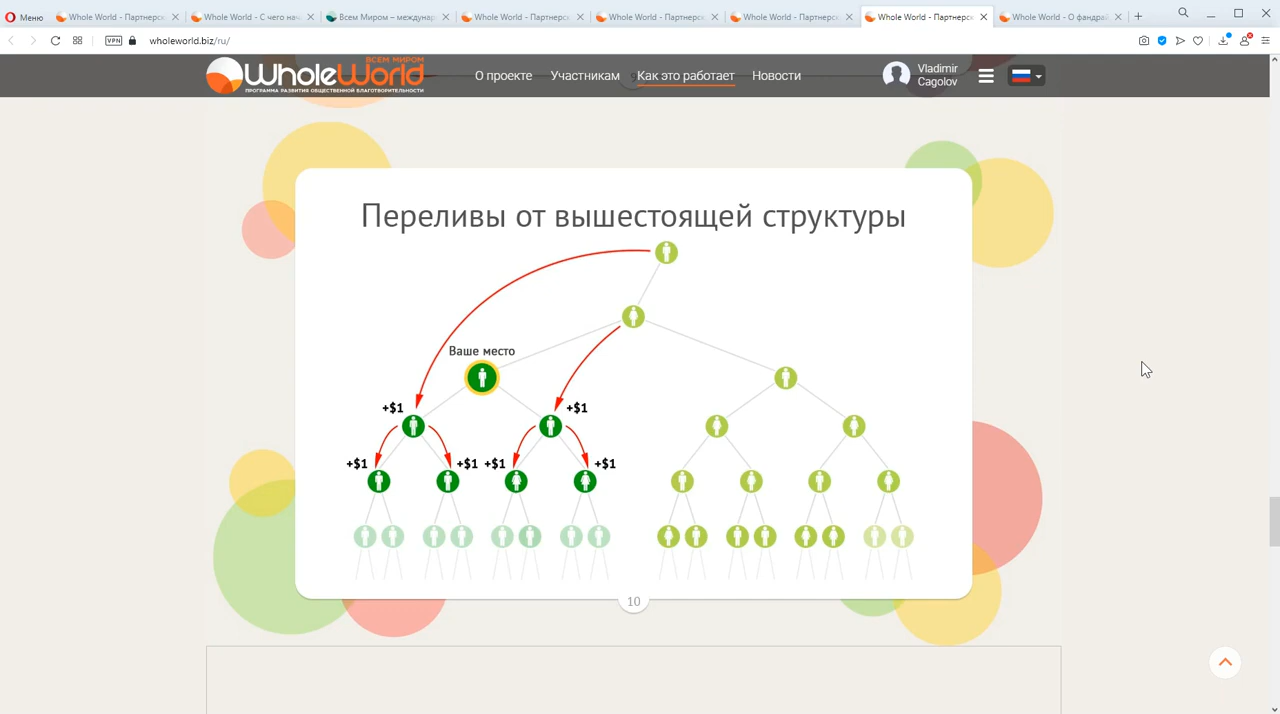 Меню
Whole World - Партнерск
Whole World - С чего нач
Всем Миром – междунар
Whole World - Партнерск
Whole World - Партнерск
Whole World - Партнерск
Whole World - Партнерск
Whole World - О фандрай
VPN
wholeworld.biz/ru/
ВСЕМ МИРОМ
WholeWorld
ПРОГРАММА РАЗВИТИЯ ОБЩЕСТВЕННОЙ БЛАГОТВОРИТЕЛЬНОСТИ
О проекте
Участникам
Как это работает
Новости
Vladimir
Cagolov
Переливы от вышестоящей структуры
Ваше место
+$1
+$1
+$1
+$1
+$1
+$1
10